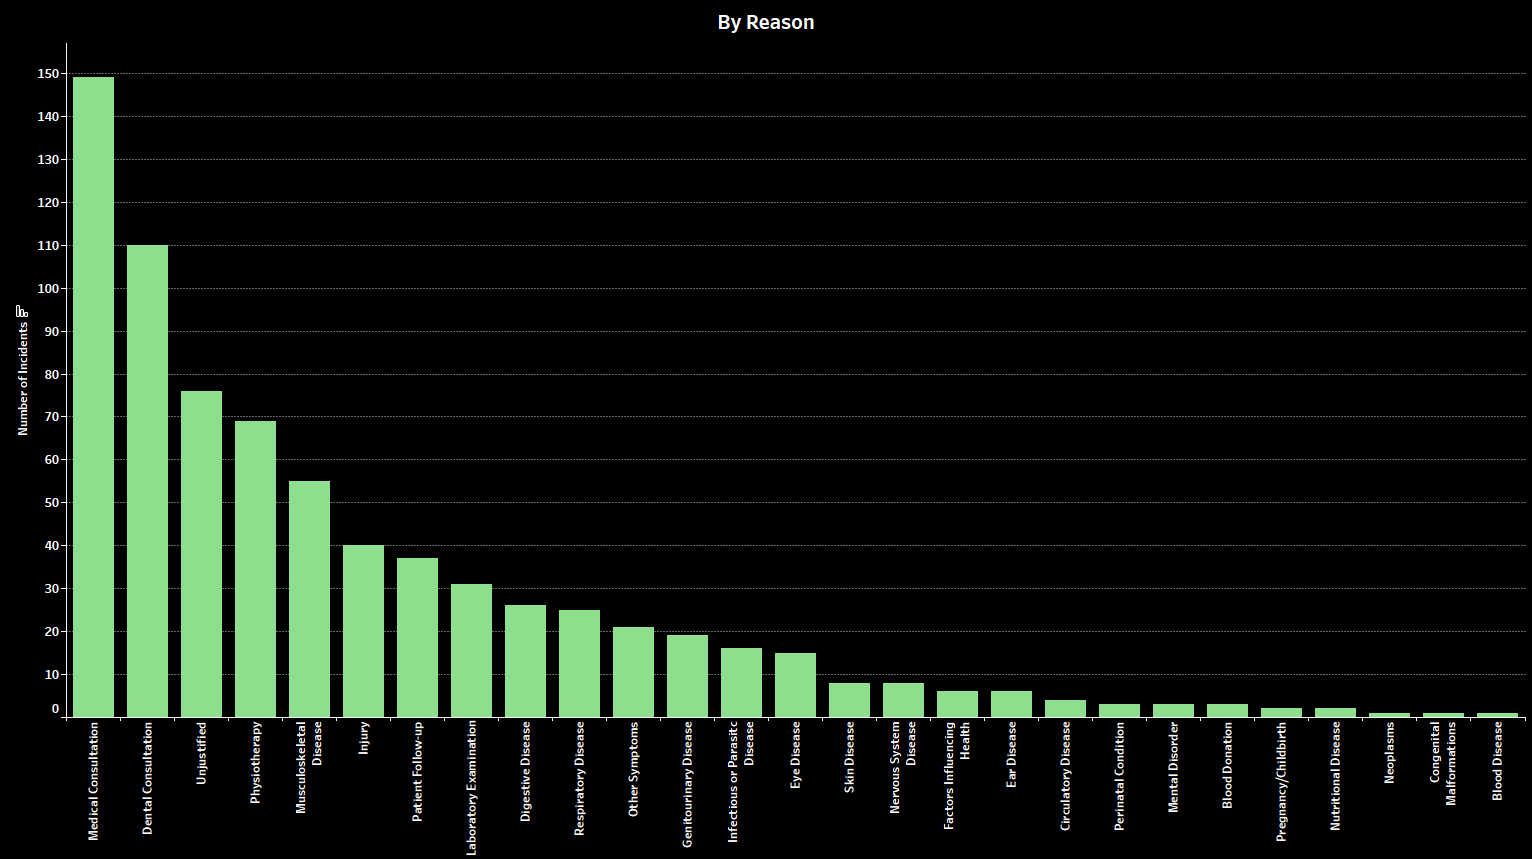 By Reason
Number of Incidents
150
140
130
120
110
100
90
80
70
60
50
40
30
20
10
0
Medical Consultation
Dental Consultation
Unjustified
Physiotherapy
Musculoskeletal
Disease
Injury
Patient Follow-up
Laboratory Examination
Digestive Disease
Respiratory Disease
Other Symptoms
Genitourinary Disease
Infectious or Parasitc
Disease
Eye Disease
Skin Disease
Nervous System
Disease
Factors Influencing
Health
Ear Disease
Circulatory Disease
Perinatal Condition
Mental Disorder
Blood Donation
Pregnancy/Childbirth
Nutritional Disease
Neoplasms
Congenital
Malformations
Blood Disease